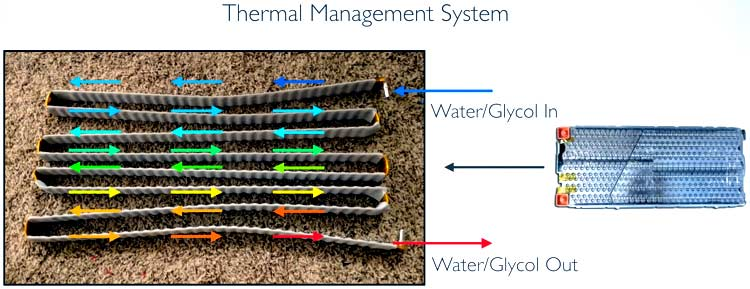 Thermal Management System
Water/Glycol In
Water/Glycol Out